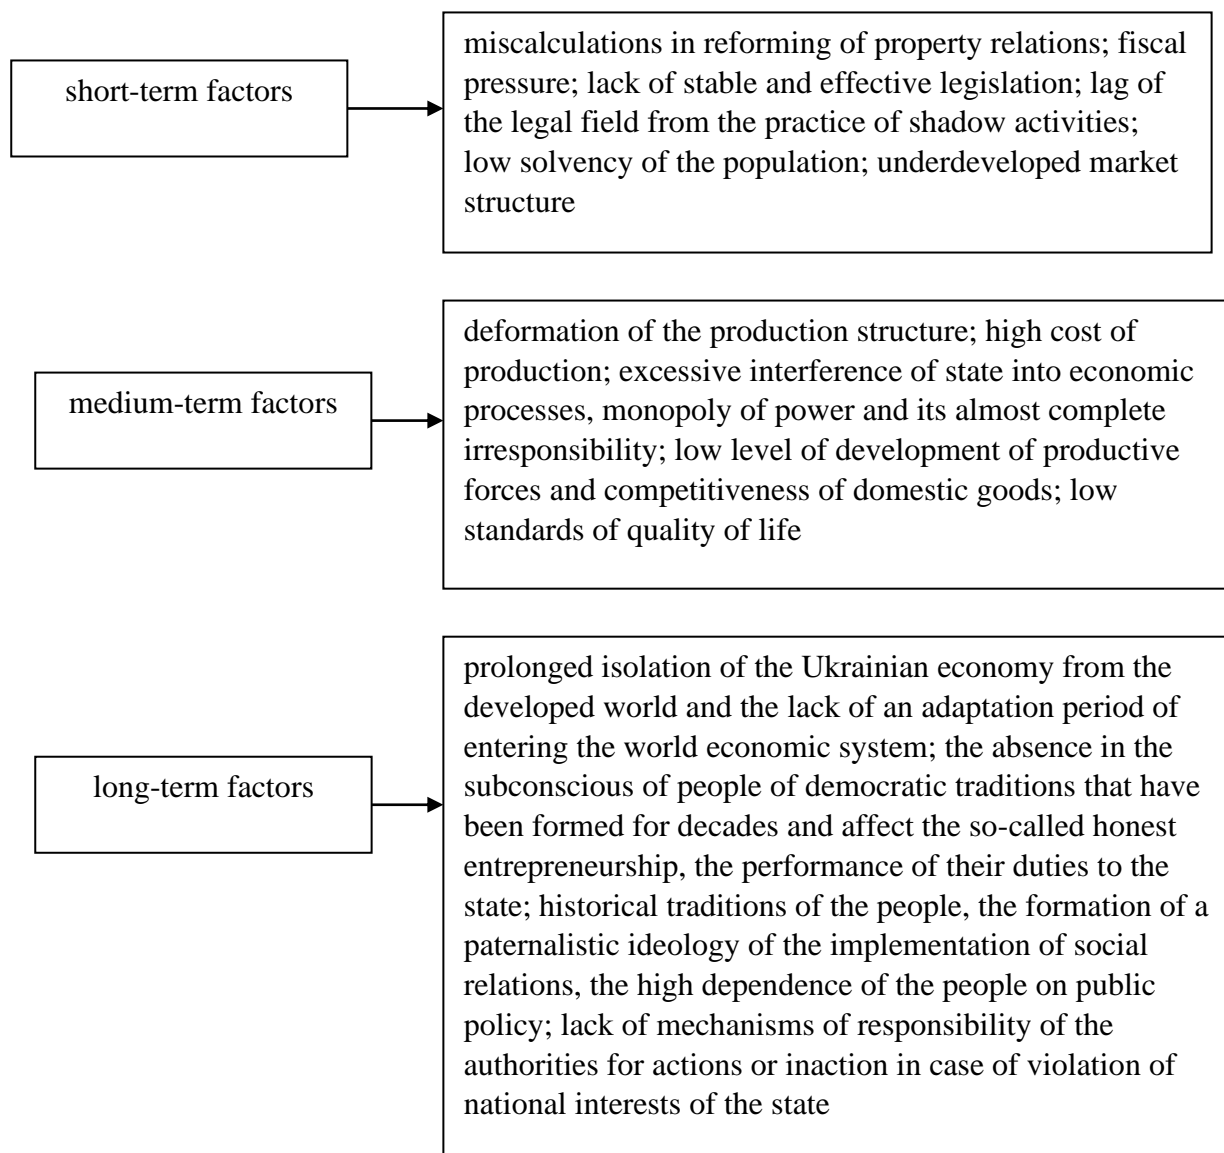 short-term factors
miscalculations in reforming of property relations; fiscal
pressure; lack of stable and effective legislation; lag of
the legal field from the practice of shadow activities;
low solvency of the population; underdeveloped market
structure
medium-term factors
deformation of the production structure; high cost of
production; excessive interference of state into economic
processes, monopoly of power and its almost complete
irresponsibility; low level of development of productive
forces and competitiveness of domestic goods; low
standards of quality of life
long-term factors
prolonged isolation of the Ukrainian economy from the
developed world and the lack of an adaptation period of
entering the world economic system; the absence in the
subconscious of people of democratic traditions that have
been formed for decades and affect the so-called honest
entrepreneurship, the performance of their duties to the
state; historical traditions of the people, the formation of a
paternalistic ideology of the implementation of social
relations, the high dependence of the people on public
policy; lack of mechanisms of responsibility of the
authorities for actions or inaction in case of violation of
national interests of the state